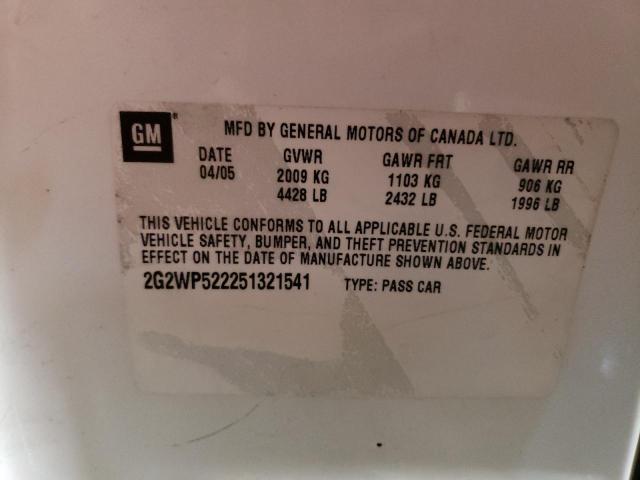 GM
MFD BY GENERAL MOTORS OF CANADA LTD.
DATE GVWR GAWR FRT GAWR RR
04/05 2009 KG 1103 KG 906 KG
4428 LB 2432 LB 1996 LB
THIS VEHICLE CONFORMS TO ALL APPLICABLE U.S. FEDERAL MOTOR
VEHICLE SAFETY, BUMPER, AND THEFT PREVENTION STANDARDS IN
EFFECT ON THE DATE OF MANUFACTURE SHOWN ABOVE.
2G2WP522251321541 TYPE: PASS CAR